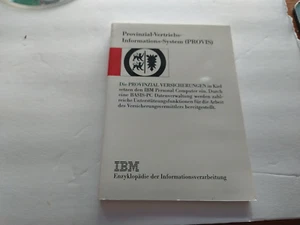 Provinzial-Vertriebs-
Informations-System (PROVIS)
Die PROVINZIAL VERSICHERUNGEN in Kiel
setzen den IBM Personal Computer ein. Durch
eine BASIS-PC-Datenverwaltung werden zahl-
reiche Unterstützungsfunktionen für die Arbeit
des Versicherungsvermittlers bereitgestellt.
IBM
Enzyklopädie der Informationsverarbeitung